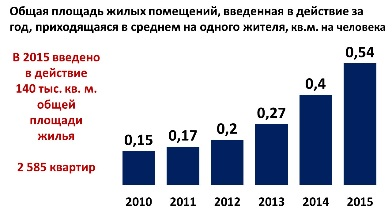 Общая площадь жилых помещений, введенная в действие за
год, приходящаяся в среднем на одного жителя, кв.м. на человека
В 2015 введено
в действие
140 тыс. кв. м.
общей
площади
жилья
2 585 квартир
0,15
0,17
0,2
0,27
0,4
0,54
2010
2011
2012
2013
2014
2015